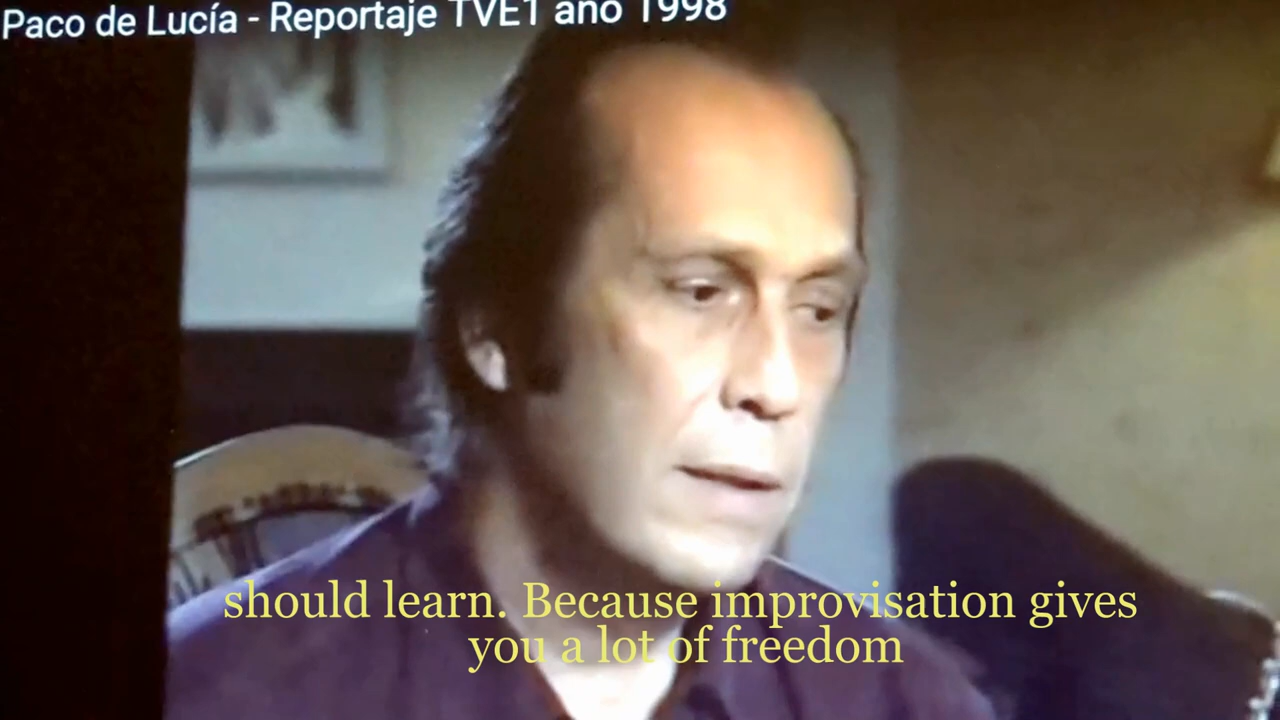 Paco de Lucía - Reportaje TVE1 año 1998
should learn. Because improvisation gives
you a lot of freedom